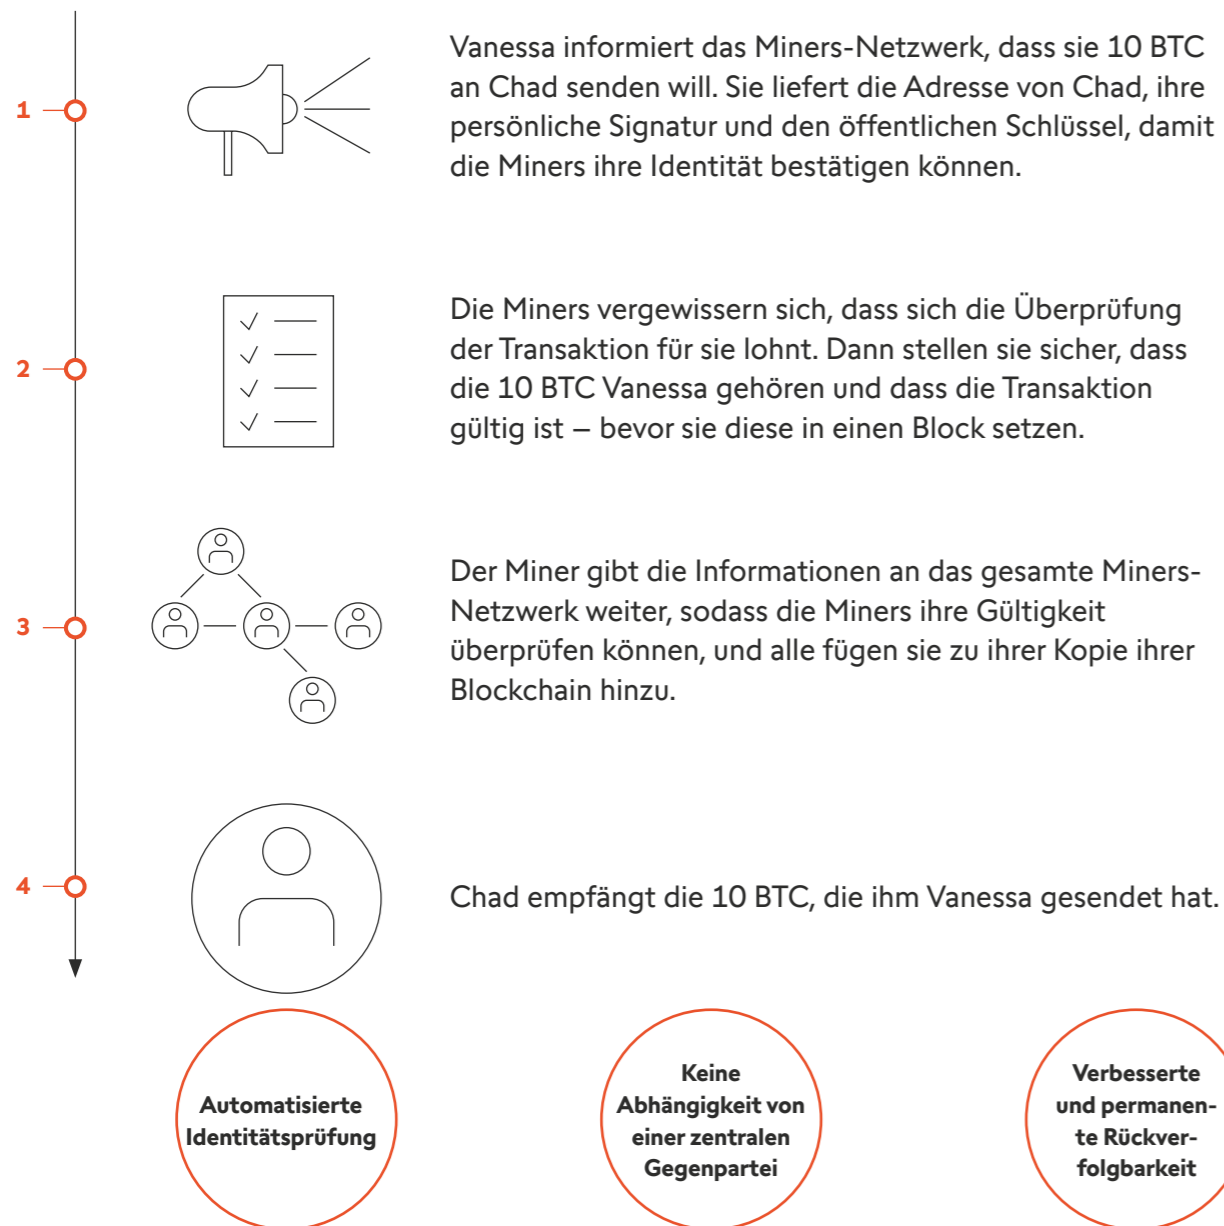 1
Vanessa informiert das Miners-Netzwerk, dass sie 10 BTC
an Chad senden will. Sie liefert die Adresse von Chad, ihre
persönliche Signatur und den öffentlichen Schlüssel, damit
die Miners ihre Identität bestätigen können.
2
Die Miners vergewissern sich, dass sich die Überprüfung
der Transaktion für sie lohnt. Dann stellen sie sicher, dass
die 10 BTC Vanessa gehören und dass die Transaktion
gültig ist – bevor sie diese in einen Block setzen.
3
Der Miner gibt die Informationen an das gesamte Miners-
Netzwerk weiter, sodass die Miners ihre Gültigkeit
überprüfen können, und alle fügen sie zu ihrer Kopie ihrer
Blockchain hinzu.
4
Chad empfängt die 10 BTC, die ihm Vanessa gesendet hat.
Automatisierte
Identitätsprüfung
Keine
Abhängigkeit von
einer zentralen
Gegenpartei
Verbesserte
und permanen-
te Rückver-
folgbarkeit